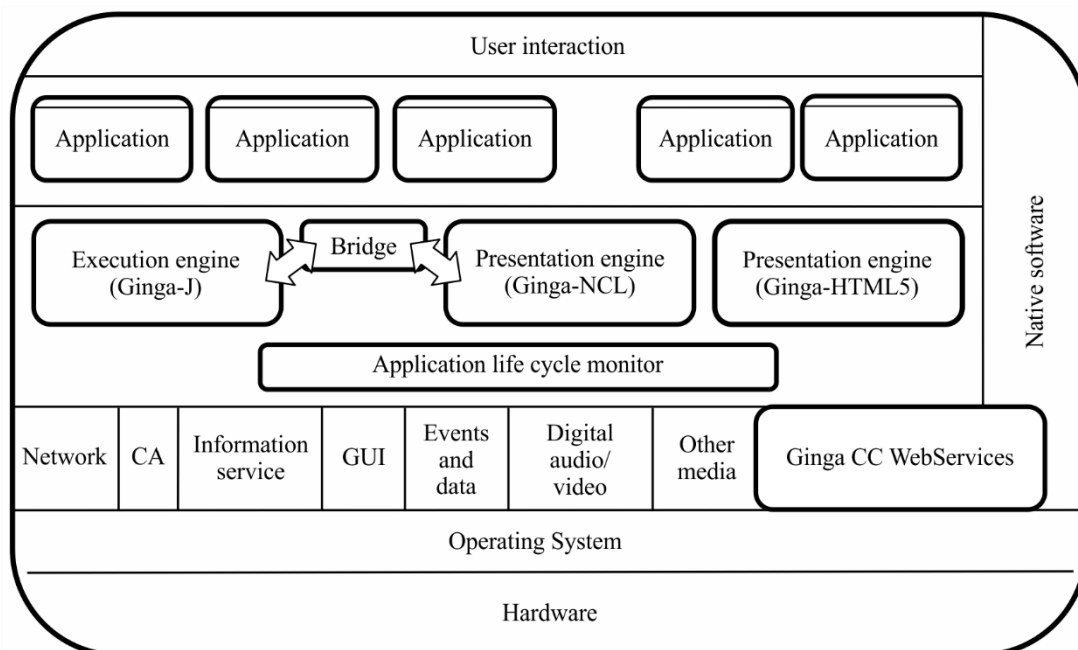 User interaction
Application
Application
Application
Application
Application
Execution engine
(Ginga-J)
Bridge
Presentation engine
(Ginga-NCL)
Presentation engine
(Ginga-HTML5)
Native software
Application life cycle monitor
Network
CA
Information
service
GUI
Events
and
data
Digital
audio/
video
Other
media
Ginga CC WebServices
Operating System
Hardware